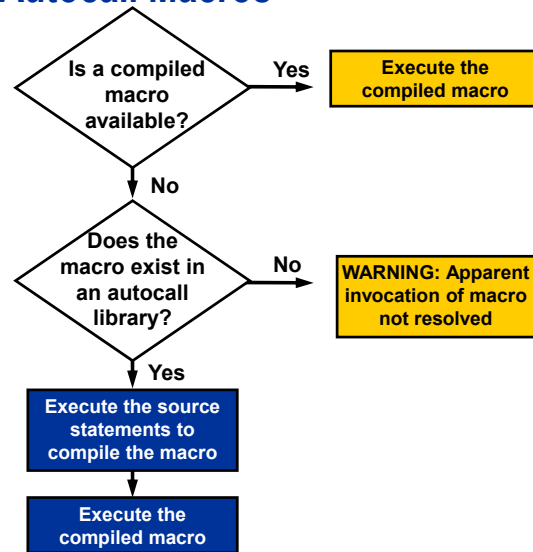 Autocall Macros
Is a compiled
macro
available?
Yes
Execute the
compiled macro
No
Does the
macro exist in
an autocall
library?
No
WARNING: Apparent
invocation of macro
not resolved
Yes
Execute the source
statements to
compile the macro
Execute the
compiled macro